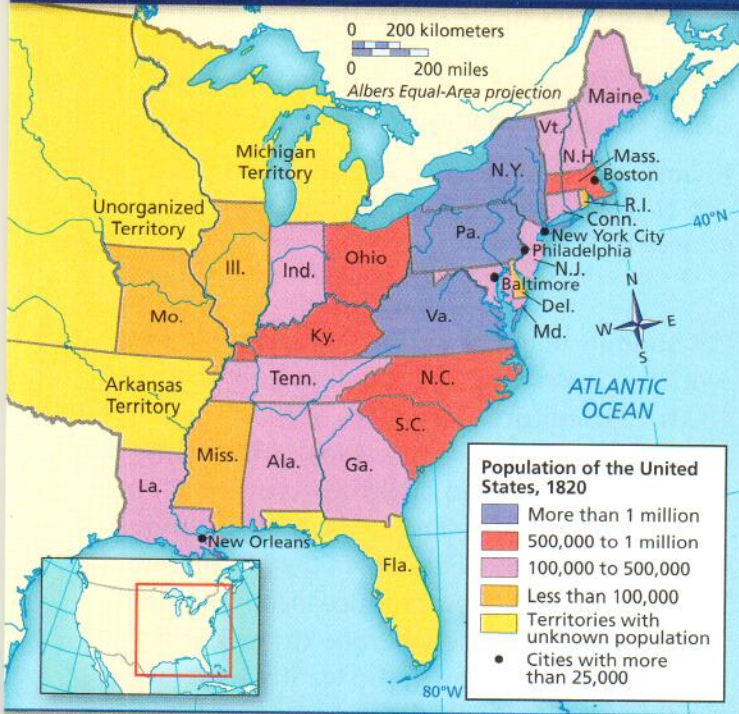 0 200 kilometers
0 200 miles
Albers Equal-Area projection
Maine
Vt.
N.H.
Mass.
Boston
Michigan
Territory
N.Y.
R.I.
Conn.
40°N
Unorganized
Territory
New York City
Pa.
Philadelphia
N.J.
Ill.
Ind.
Ohio
Baltimore
Del.
Md.
N
W
E
S
Mo.
Va.
Ky.
Arkansas
Territory
Tenn.
N.C.
ATLANTIC
OCEAN
S.C.
Miss.
Ala.
Ga.
La.
New Orleans
Fla.
80°W
Population of the United
States, 1820
More than 1 million
500,000 to 1 million
100,000 to 500,000
Less than 100,000
Territories with
unknown population
Cities with more
than 25,000